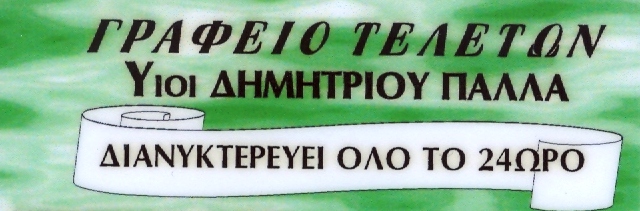 ΓΡΑΦΕΙΟ ΤΕΛΕΤΩΝ
Υιοι ΔΗΜΗΤΡΙΟΥ ΠΑΛΛΑ
ΔΙΑΝΥΚΤΕΡΕΥΕΙ ΟΛΟ ΤΟ 24ΩΡΟ